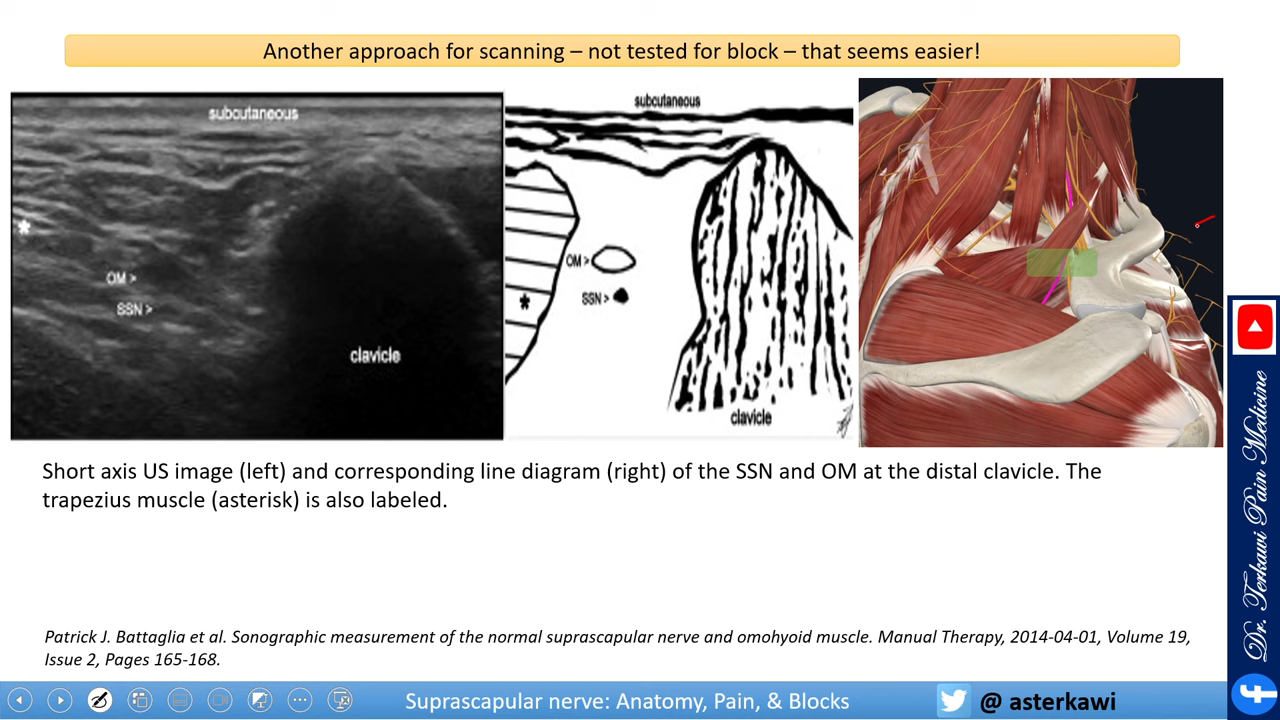 Another approach for scanning – not tested for block – that seems easier!
subcutaneous
*
OM >
SSN >
clavicle
subcutaneous
OM >
SSN >
*
clavicle
Short axis US image (left) and corresponding line diagram (right) of the SSN and OM at the distal clavicle. The
trapezius muscle (asterisk) is also labeled.
Patrick J. Battaglia et al. Sonographic measurement of the normal suprascapular nerve and omohyoid muscle. Manual Therapy, 2014-04-01, Volume 19,
Issue 2, Pages 165-168.
Suprascapular nerve: Anatomy, Pain, & Blocks
@ asterkawi
Dr. Terkawi Pain Medicine